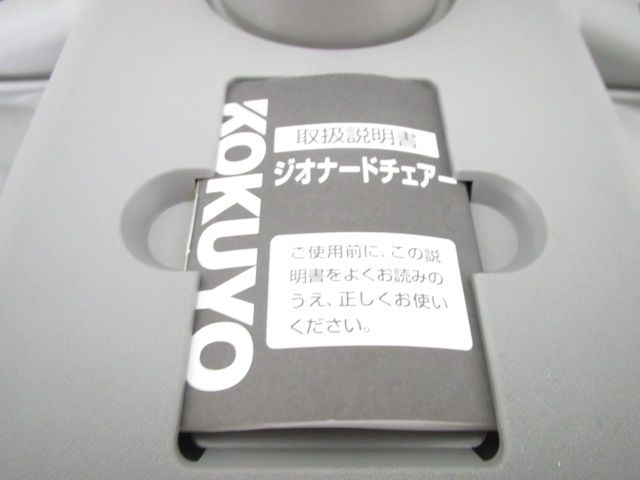 KOKUYO
取扱説明書
ジオナードチェアー
ご使用前に、この説
明書をよくお読みの
うえ、正しくお使い
ください。